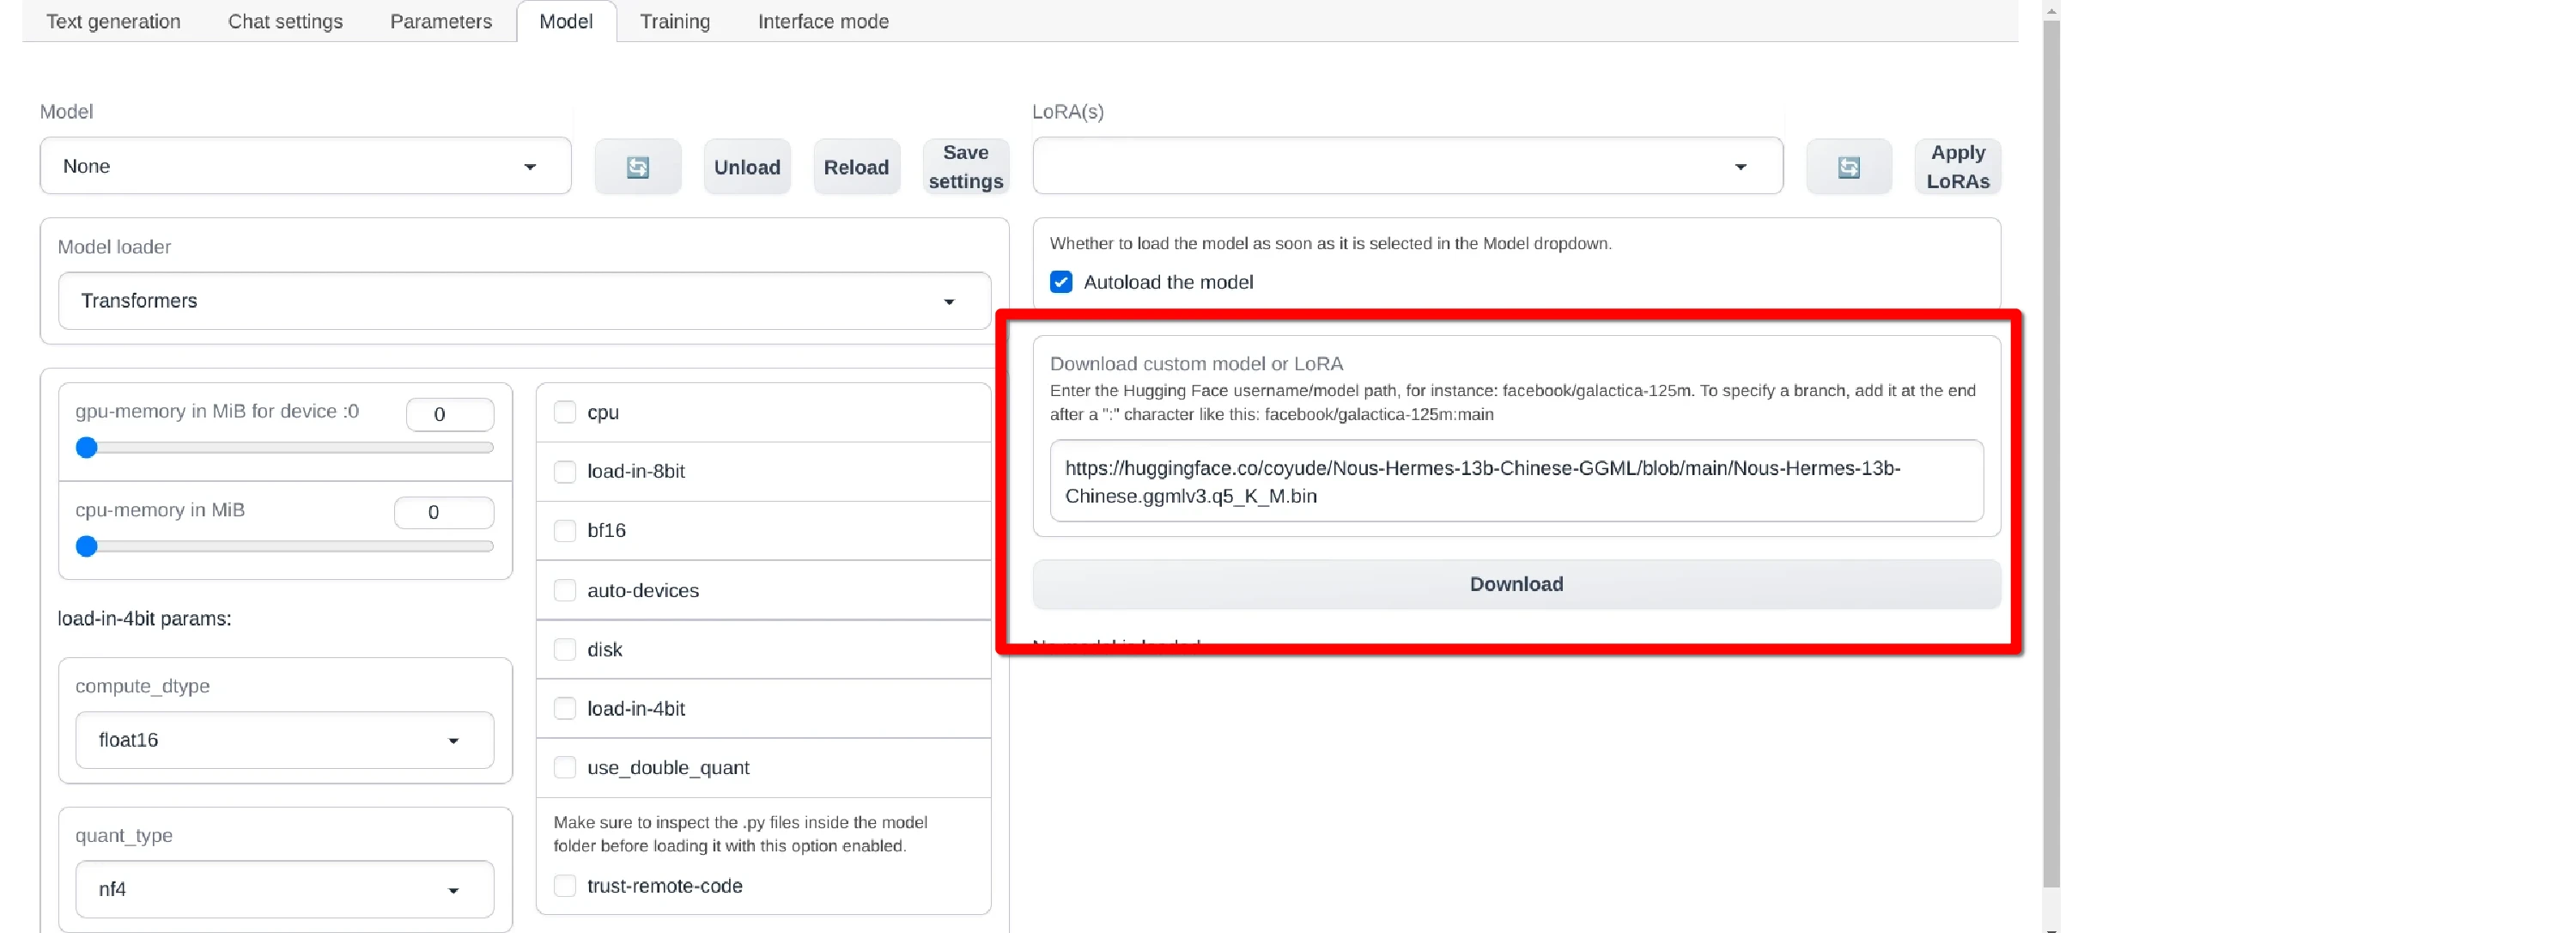 Text generation
Chat settings
Parameters
Model
Training
Interface mode
Model
None
Unload
Reload
Save
settings
LoRA(s)
Apply
LoRAs
Model loader
Transformers
Whether to load the model as soon as it is selected in the Model dropdown.
Autoload the model
Download custom model or LoRA
Enter the Hugging Face username/model path, for instance: facebook/galactica-125m. To specify a branch, add it at the end
after a ":" character like this: facebook/galactica-125m:main
https://huggingface.co/coyude/Nous-Hermes-13b-Chinese-GGML/blob/main/Nous-Hermes-13b-
Chinese.ggmlv3.q5_K_M.bin
Download
gpu-memory in MiB for device :0
0
cpu-memory in MiB
0
load-in-4bit params:
compute_dtype
float16
quant_type
nf4
cpu
load-in-8bit
bf16
auto-devices
disk
load-in-4bit
use_double_quant
Make sure to inspect the .py files inside the model
folder before loading it with this option enabled.
trust-remote-code